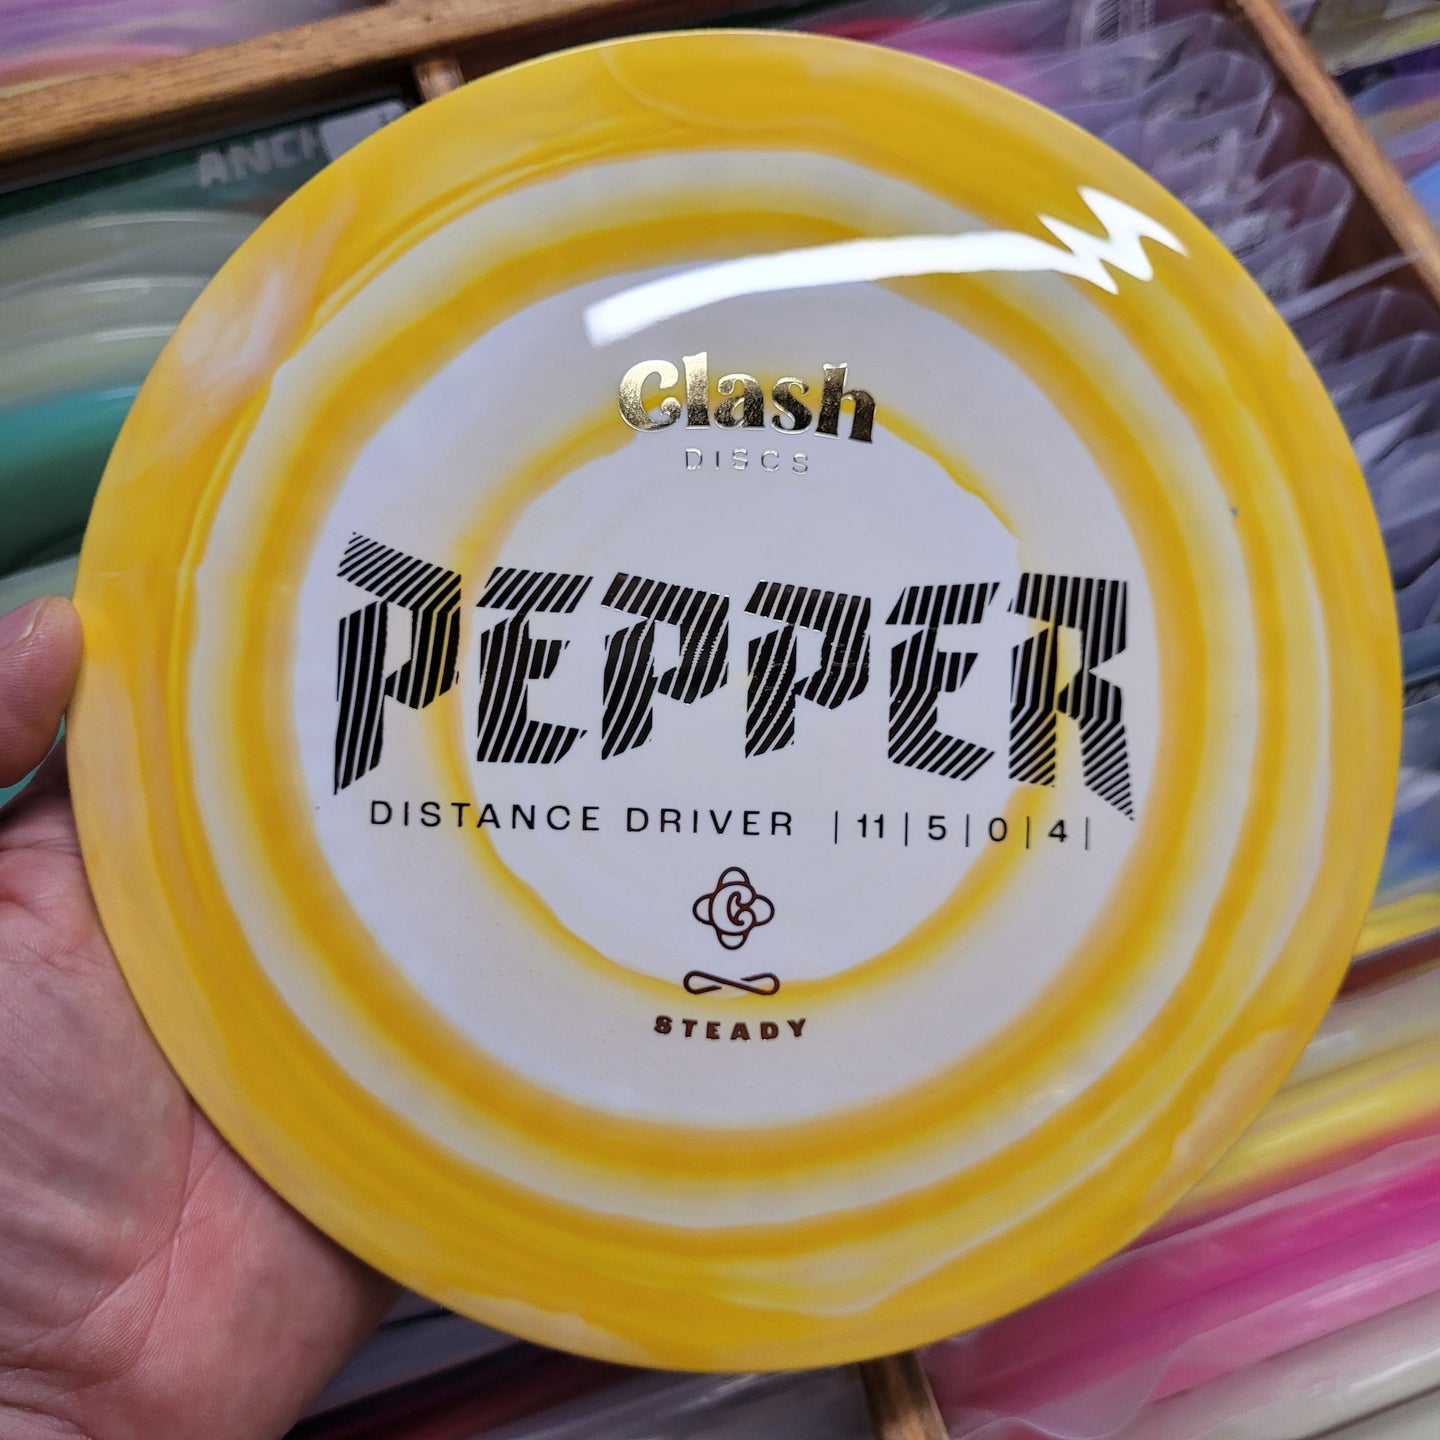 Clash
DISCS
PEPPER
DISTANCE DRIVER | 11 | 5 | 0 | 4 |
STEADY